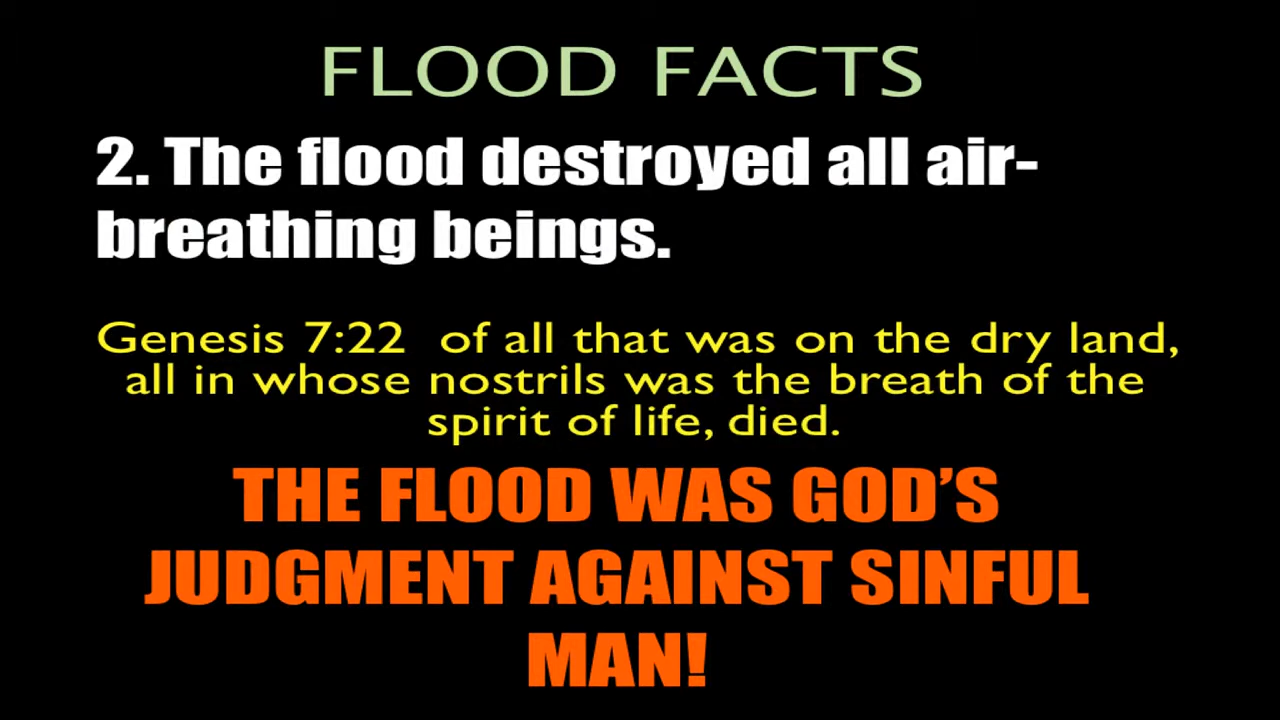 FLOOD FACTS
2. The flood destroyed all air-
breathing beings.
Genesis 7:22  of all that was on the dry land,
all in whose nostrils was the breath of the
spirit of life, died.
THE FLOOD WAS GOD’S
JUDGMENT AGAINST SINFUL
MAN!